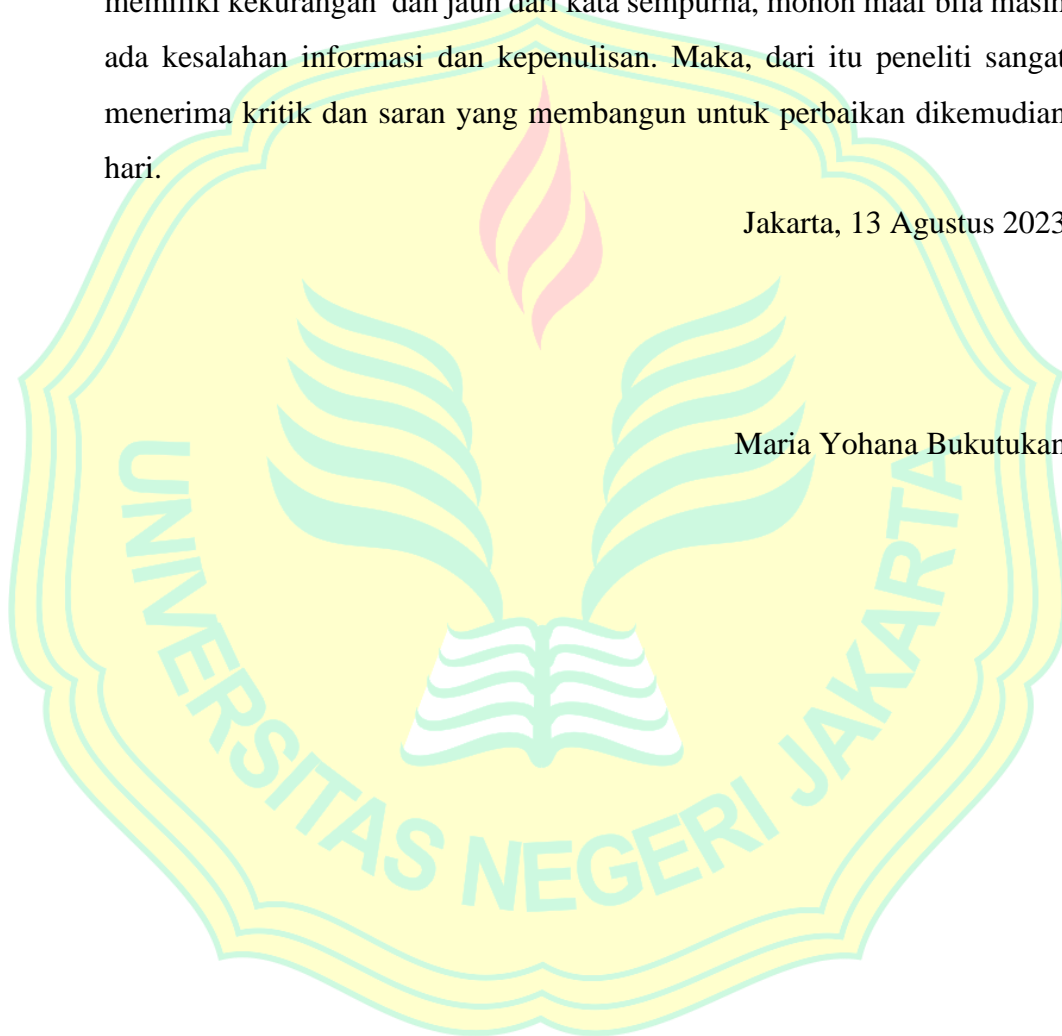 memiliki kekurangan dan jauh dari kata sempurna, mohon maaf bila masih
ada kesalahan informasi dan kepenulisan. Maka, dari itu peneliti sangat
menerima kritik dan saran yang membangun untuk perbaikan dikemudian
hari.
Jakarta, 13 Agustus 2023
Maria Yohana Bukutukan
UNIVERSITAS NEGERI JAKARTA